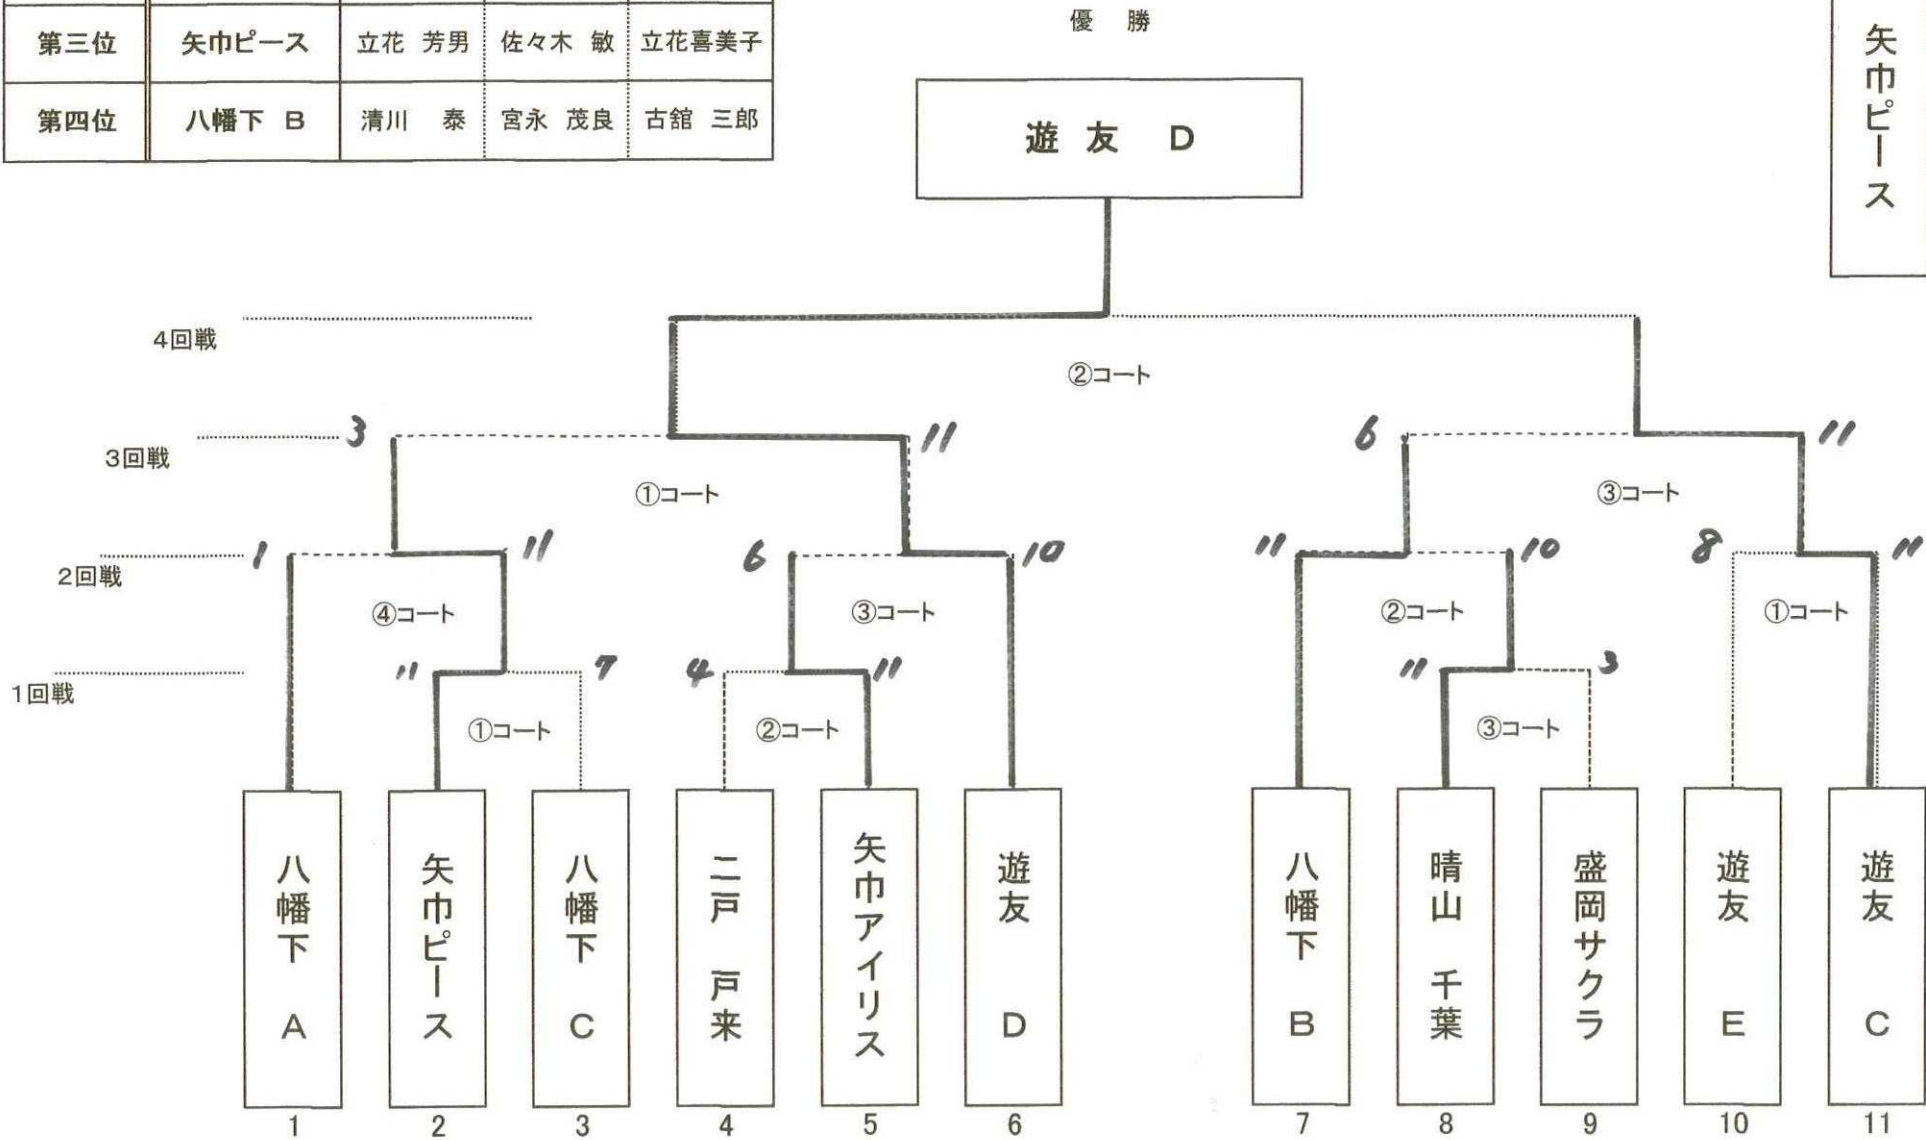 優 勝
第三位 矢巾ピース 立花 芳男 佐々木 敏 立花喜美子
第四位 八幡下 B 清川 泰 宮永 茂良 古舘 三郎
遊 友 D
矢巾ピース
4回戦
②コート
3回戦 3 11 6 11
①コート ③コート
2回戦 1 11 6 10 11 10 8 11
④コート ③コート ②コート ①コート
1回戦 11 7 4 11 11 3
①コート ②コート ③コート
八幡下 A
矢巾ピース
八幡下 C
二戸 戸来
矢巾アイリス
遊友 D
八幡下 B
晴山 千葉
盛岡サクラ
遊友 E
遊友 C
1 2 3 4 5 6 7 8 9 10 11